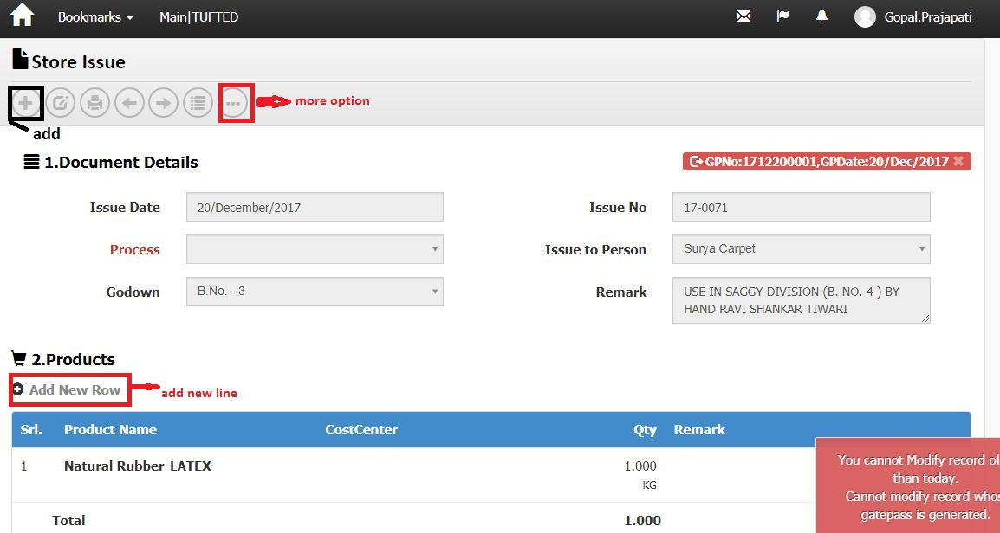 Bookmarks Main|TUFTED Gopal.Prajapati
Store Issue
more option
add
1.Document Details GPNo:1712200001,GPDate:20/Dec/2017
Issue Date 20/December/2017 Issue No 17-0071
Process Issue to Person Surya Carpet
Godown B.No. - 3 Remark USE IN SAGGY DIVISION (B. NO. 4 ) BY
HAND RAVI SHANKAR TIWARI
2.Products
Add New Row add new line
Srl. Product Name CostCenter Qty Remark
1 Natural Rubber-LATEX 1.000
KG
Total 1.000
You cannot Modify record ol
than today.
Cannot modify record whos
gatepass is generated.